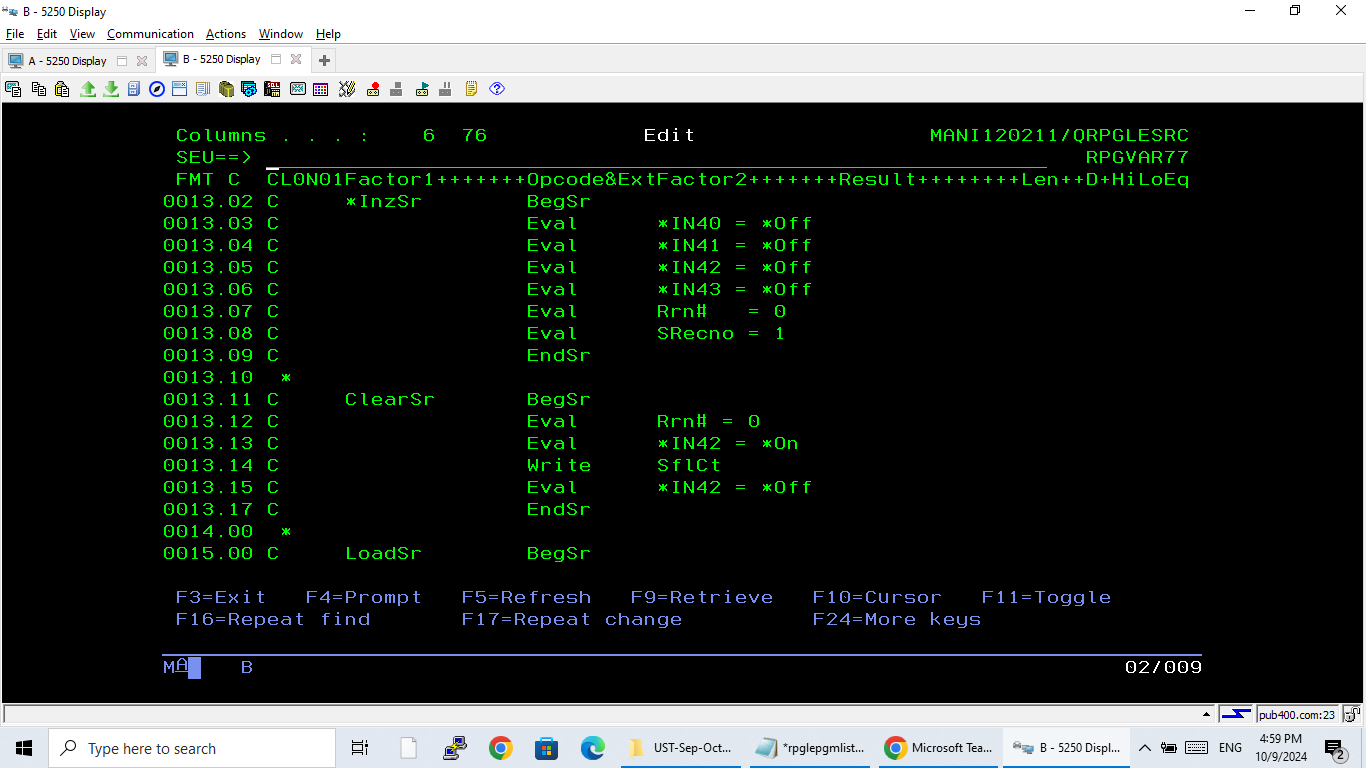 B - 5250 Display
File Edit View Communication Actions Window Help
A - 5250 Display B - 5250 Display
Columns . . . : 6 76 Edit MANI120211/QRPGLESRC
SEU==> RPGVAR77
FMT C CL0N01Factor1+++++++Opcode&ExtFactor2+++++++Result++++++++Len++D+HiLoEq
0013.02 C *InzSr BegSr
0013.03 C Eval *IN40 = *Off
0013.04 C Eval *IN41 = *Off
0013.05 C Eval *IN42 = *Off
0013.06 C Eval *IN43 = *Off
0013.07 C Eval Rrn# = 0
0013.08 C Eval SRecno = 1
0013.09 C EndSr
0013.10 *
0013.11 C ClearSr BegSr
0013.12 C Eval Rrn# = 0
0013.13 C Eval *IN42 = *On
0013.14 C Write SflCt
0013.15 C Eval *IN42 = *Off
0013.17 C EndSr
0014.00 *
0015.00 C LoadSr BegSr
F3=Exit F4=Prompt F5=Refresh F9=Retrieve F10=Cursor F11=Toggle
F16=Repeat find F17=Repeat change F24=More keys
MA B 02/009
pub400.com:23
Type here to search UST-Sep-Oct... *rpglepgmlist... Microsoft Tea... B - 5250 Displ... ENG 4:59 PM 2
10/9/2024